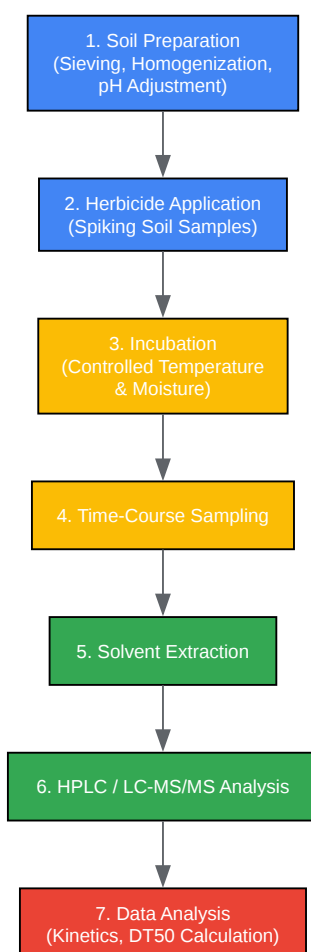 1. Soil Preparation
(Sieving, Homogenization,
pH Adjustment)
2. Herbicide Application
(Spiking Soil Samples)
3. Incubation
(Controlled Temperature
& Moisture)
4. Time-Course Sampling
5. Solvent Extraction
6. HPLC / LC-MS/MS Analysis
7. Data Analysis
(Kinetics, DT50 Calculation)